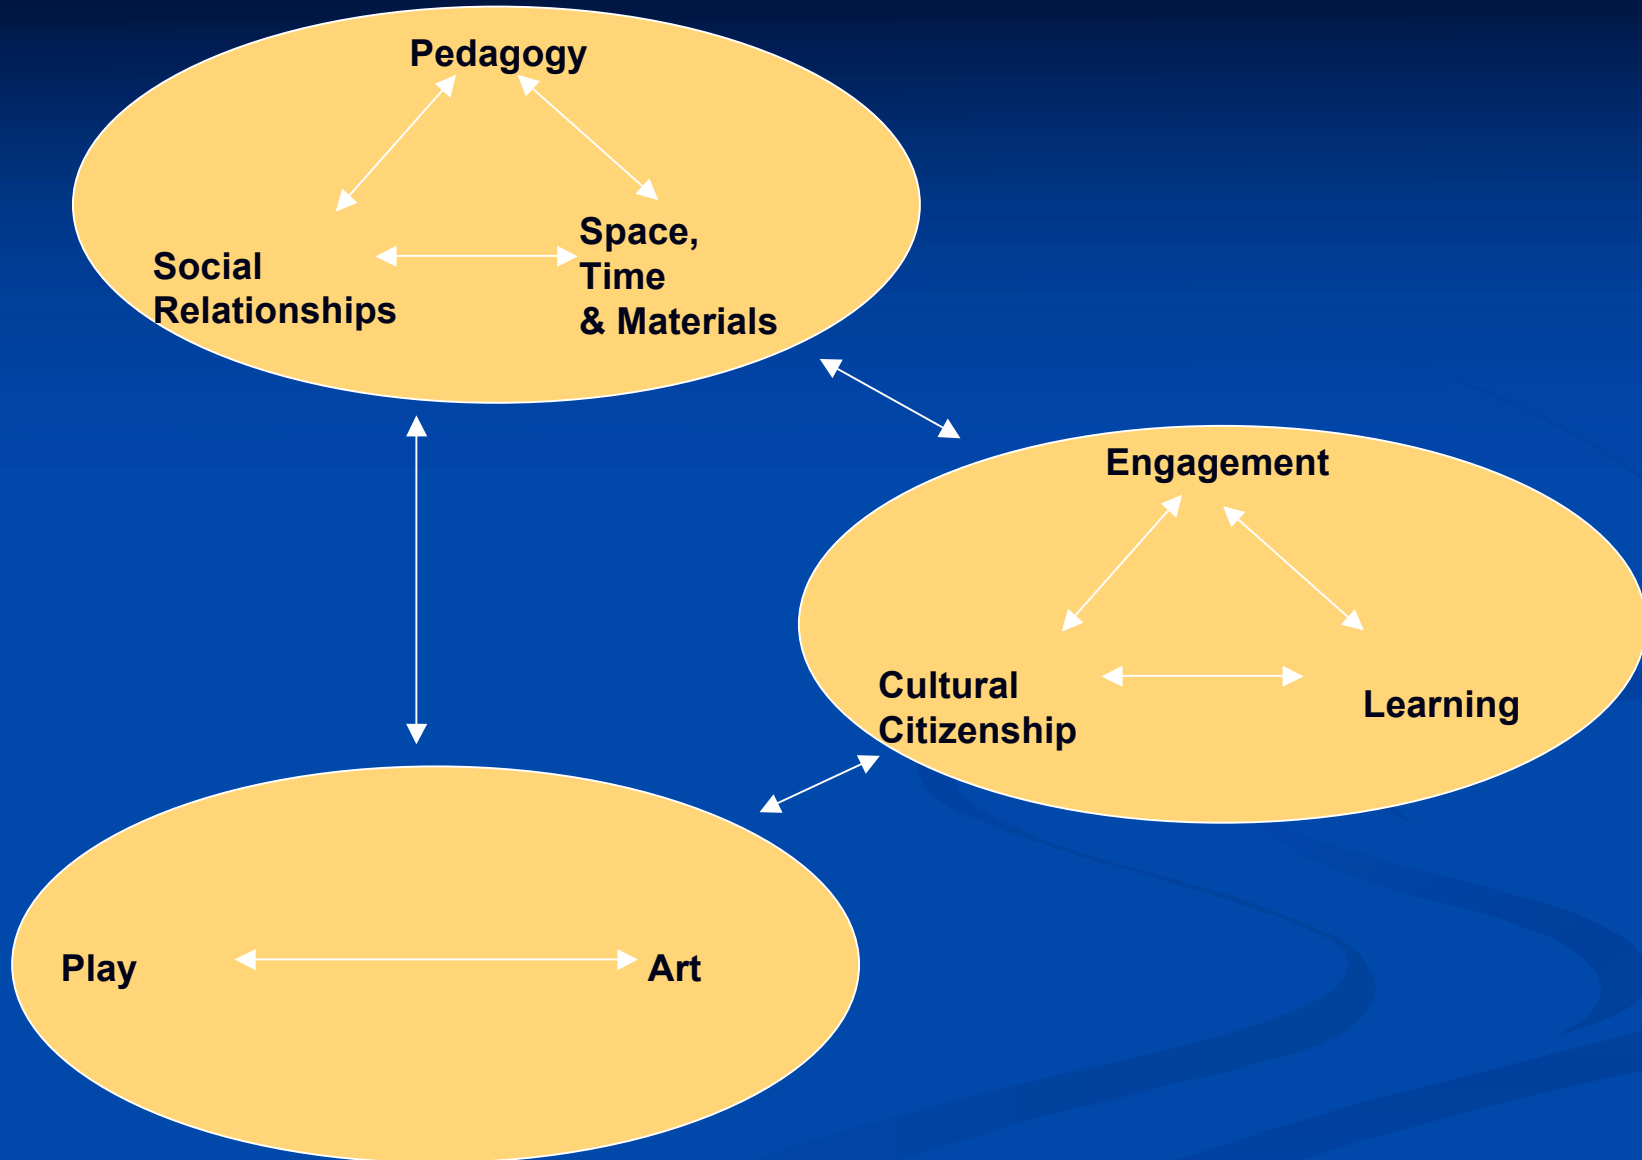 Pedagogy
Social
Relationships
Space,
Time
& Materials
Engagement
Cultural
Citizenship
Learning
Play
Art